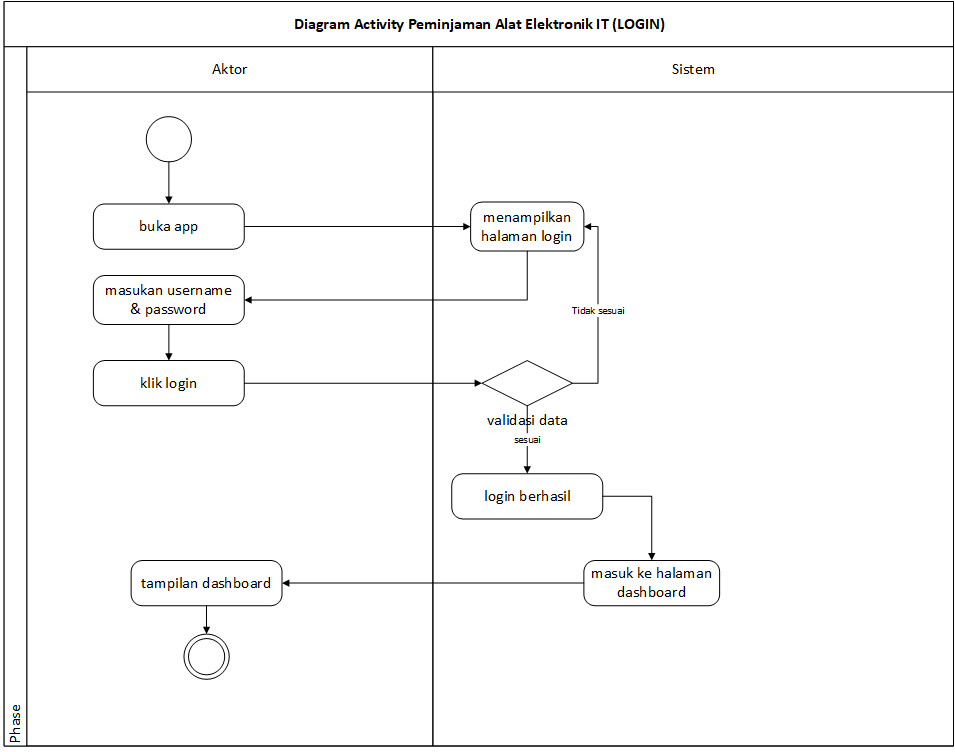 Diagram Activity Peminjaman Alat Elektronik IT (LOGIN)
Aktor
Sistem
buka app
menampilkan
halaman login
masukan username
& password
Tidak sesuai
klik login
validasi data
sesuai
login berhasil
masuk ke halaman
dashboard
tampilan dashboard
Phase